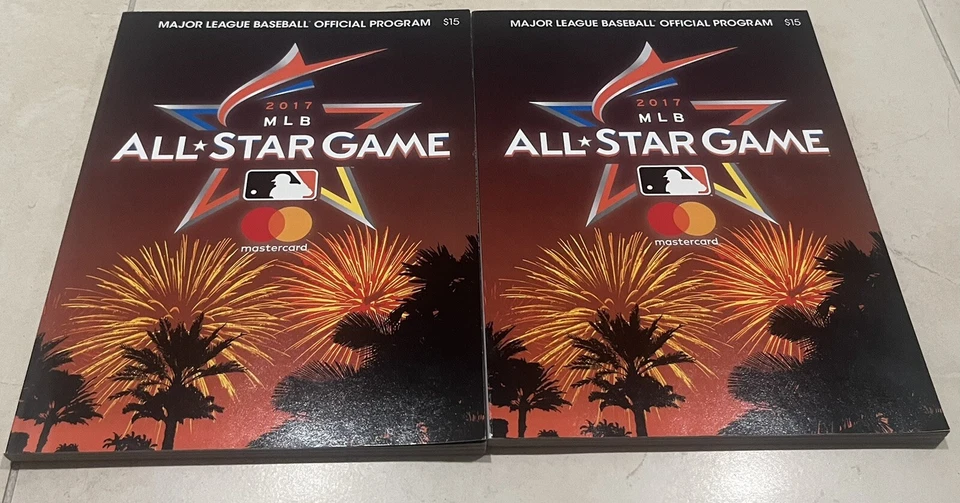 MAJOR LEAGUE BASEBALL OFFICIAL PROGRAM $15
2017
MLB
ALL★STAR GAME
mastercard
MAJOR LEAGUE BASEBALL OFFICIAL PROGRAM $15
2017
MLB
ALL★STAR GAME
mastercard